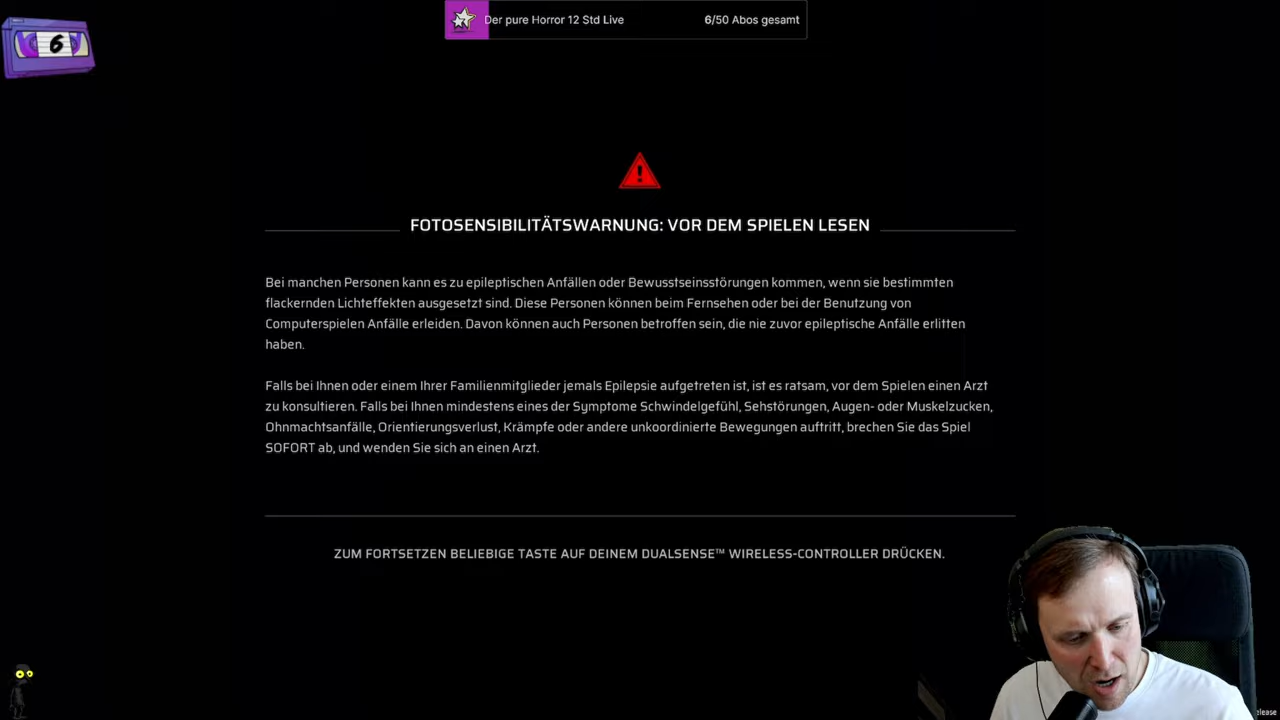 Der pure Horror 12 Std Live 6/50 Abos gesamt
6
FOTOSENSIBILITÄTSWARNUNG: VOR DEM SPIELEN LESEN
Bei manchen Personen kann es zu epileptischen Anfällen oder Bewusstseinsstörungen kommen, wenn sie bestimmten
flackernden Lichteffekten ausgesetzt sind. Diese Personen können beim Fernsehen oder bei der Benutzung von
Computerspielen Anfälle erleiden. Davon können auch Personen betroffen sein, die nie zuvor epileptische Anfälle erlitten
haben.
Falls bei Ihnen oder einem Ihrer Familienmitglieder jemals Epilepsie aufgetreten ist, ist es ratsam, vor dem Spielen einen Arzt
zu konsultieren. Falls bei Ihnen mindestens eines der Symptome Schwindelgefühl, Sehstörungen, Augen- oder Muskelzucken,
Ohnmachtsanfälle, Orientierungsverlust, Krämpfe oder andere unkoordinierte Bewegungen auftritt, brechen Sie das Spiel
SOFORT ab, und wenden Sie sich an einen Arzt.
ZUM FORTSETZEN BELIEBIGE TASTE AUF DEINEM DUALSENSE™ WIRELESS-CONTROLLER DRÜCKEN.